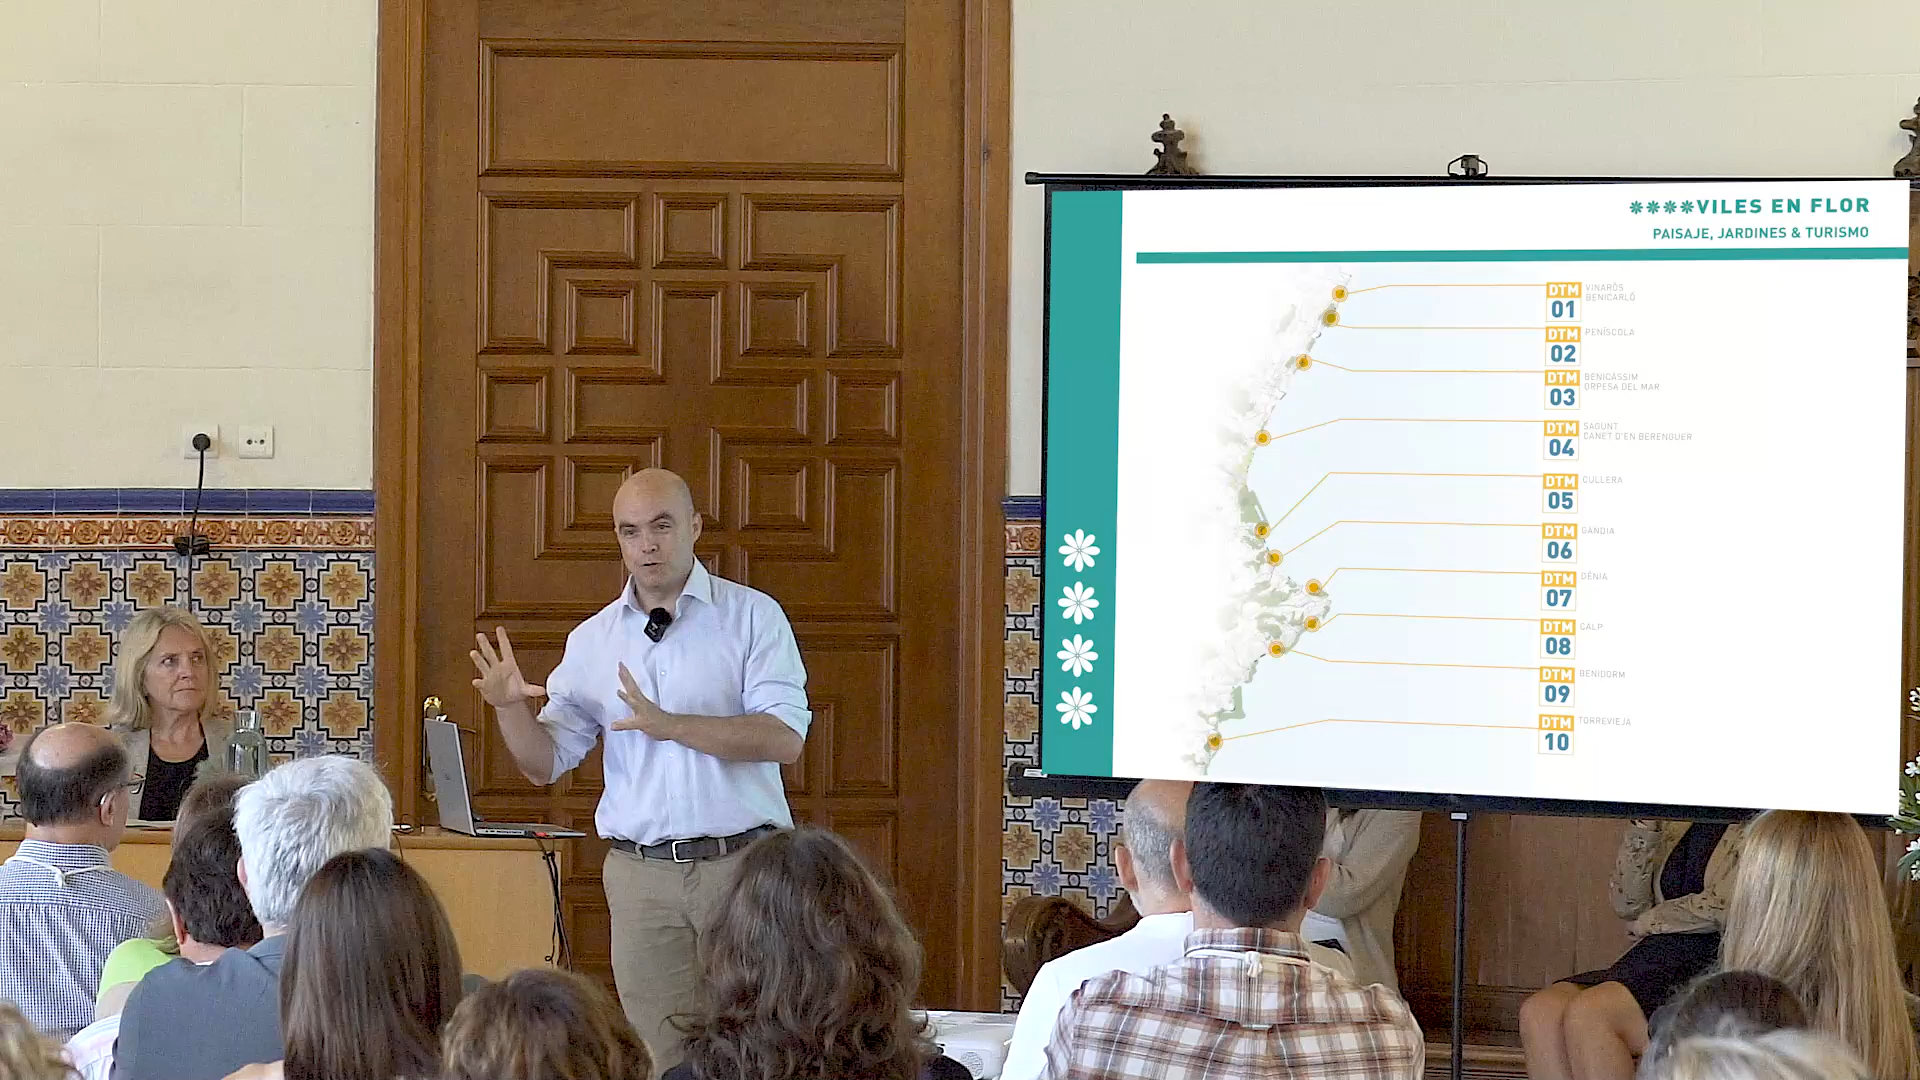 ****VILES EN FLOR
PAISAJE, JARDINES & TURISMO
DTM
01
VINARÒS
BENICARLÓ
DTM
02
PENÍSCOLA
DTM
03
BENICÀSSIM
ORPESA DEL MAR
DTM
04
SAGUNT
CANET D'EN BERENGUER
DTM
05
CULLERA
DTM
06
GANDIA
DTM
07
DÉNIA
DTM
08
CALP
DTM
09
BENIDORM
DTM
10
TORREVIEJA